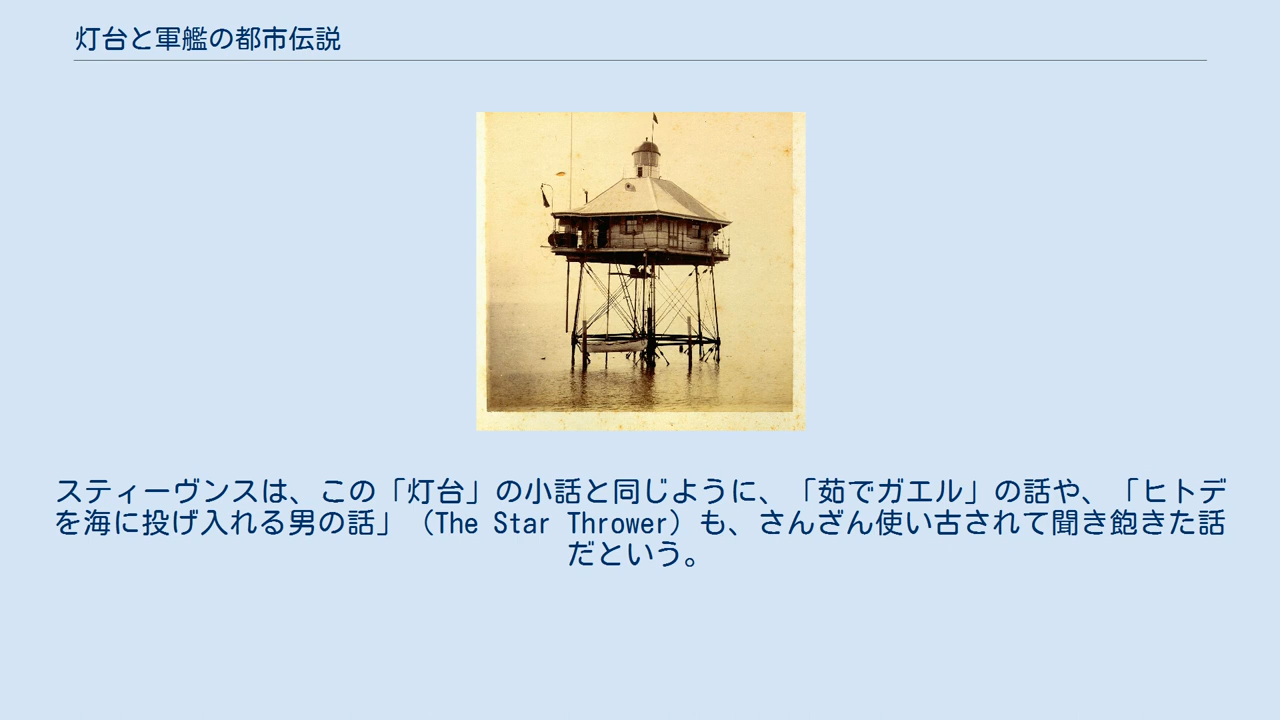 灯台と軍艦の都市伝説
スティーヴンスは、この「灯台」の小話と同じように、「茹でガエル」の話や、「ヒトデ
を海に投げ入れる男の話」（The Star Thrower）も、さんざん使い古されて聞き飽きた話
だという。